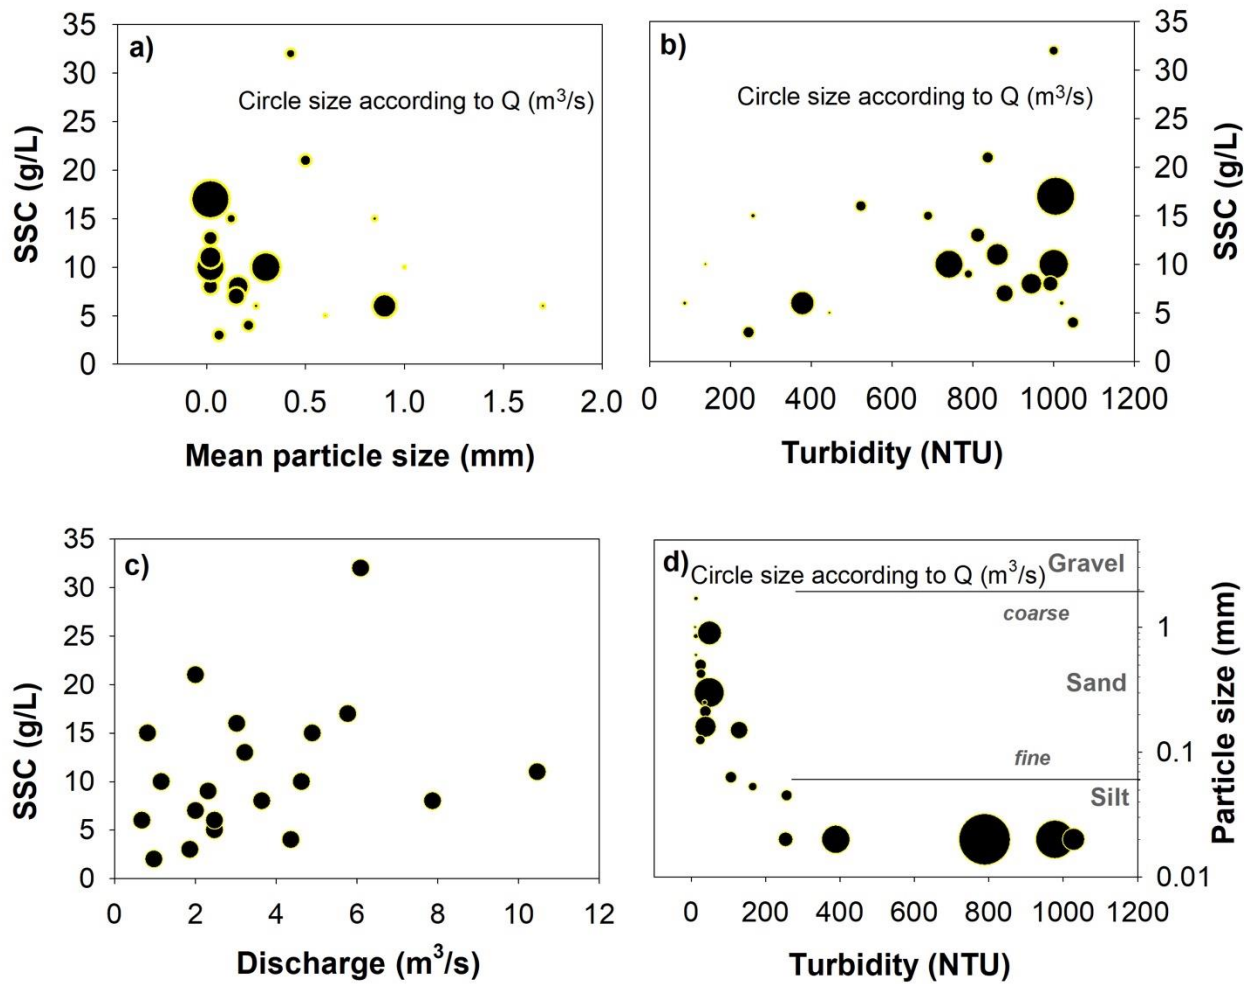 a)
Circle size according to Q (m³/s)
SSC (g/L)
35
30
25
20
15
10
5
0
0.0 0.5 1.0 1.5 2.0
Mean particle size (mm)
b)
Circle size according to Q (m³/s)
SSC (g/L)
35
30
25
20
15
10
5
0
0 200 400 600 800 1000 1200
Turbidity (NTU)
c)
SSC (g/L)
35
30
25
20
15
10
5
0
0 2 4 6 8 10 12
Discharge (m³/s)
d)
Circle size according to Q (m³/s)
Gravel
coarse
Sand
fine
Silt
1
0.1
0.01
Particle size (mm)
0 200 400 600 800 1000 1200
Turbidity (NTU)